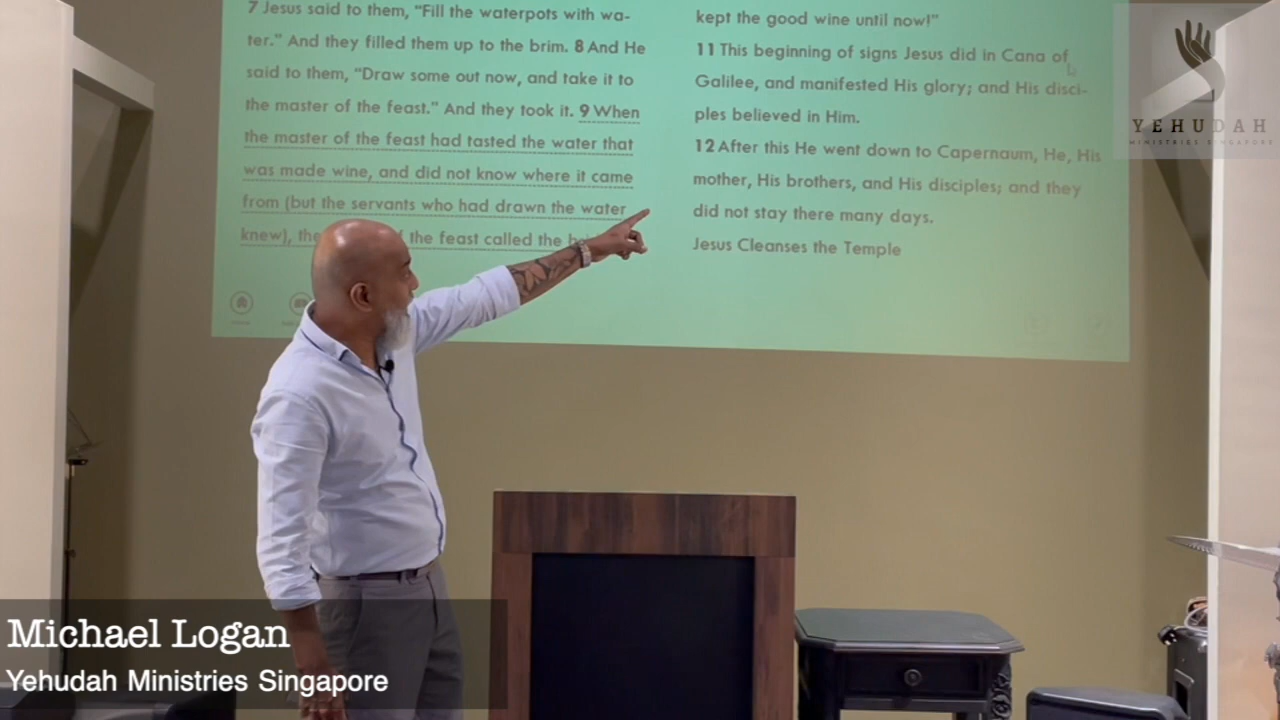 7 Jesus said to them, “Fill the waterpots with wa-
ter.” And they filled them up to the brim. 8 And He
said to them, “Draw some out now, and take it to
the master of the feast.” And they took it. 9 When
the master of the feast had tasted the water that
was made wine, and did not know where it came
from (but the servants who had drawn the water
knew), the the feast called the
kept the good wine until now!”
11 This beginning of signs Jesus did in Cana of
Galilee, and manifested His glory; and His disci-
ples believed in Him.
12 After this He went down to Capernaum, He, His
mother, His brothers, and His disciples; and they
did not stay there many days.
Jesus Cleanses the Temple
YEHUDAH
MINISTRIES SINGAPORE
Michael Logan
Yehudah Ministries Singapore